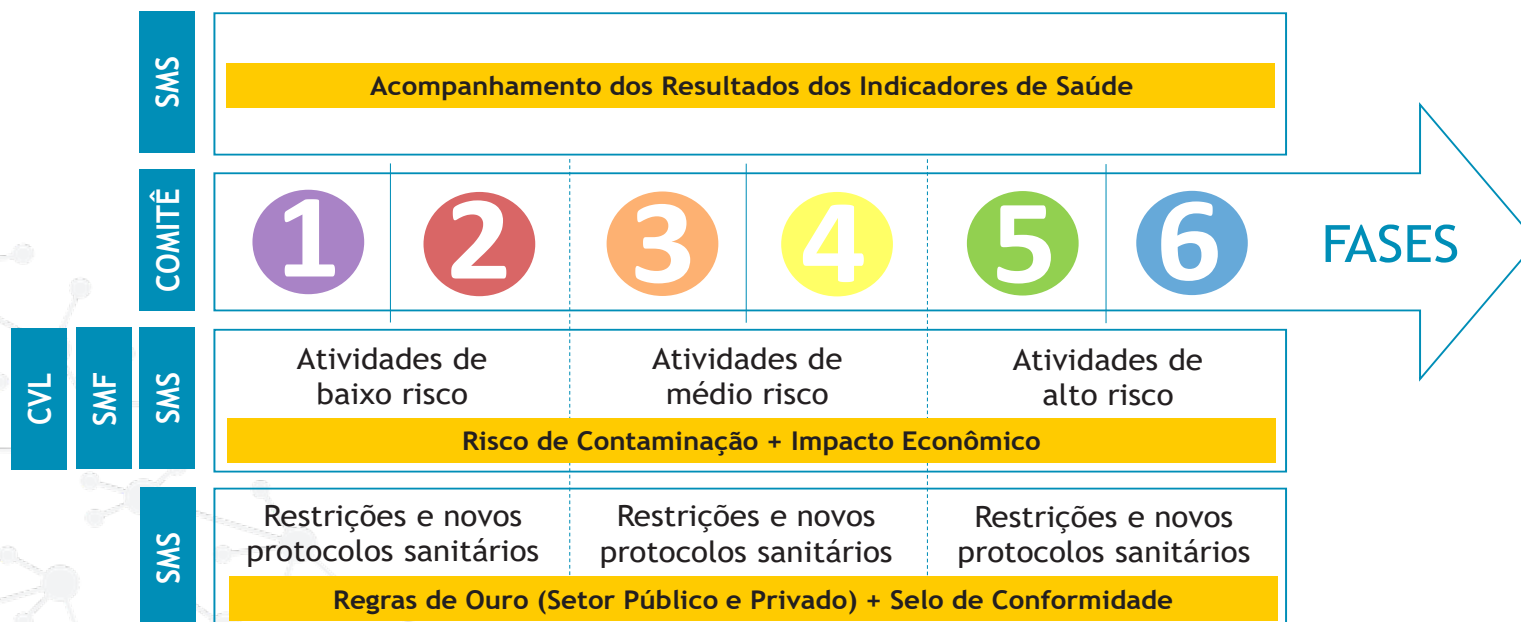 SMS
Acompanhamento dos Resultados dos Indicadores de Saúde
COMITÊ
1 2 3 4 5 6
FASES
CVL
SMF
SMS
Atividades de
baixo risco
Atividades de
médio risco
Atividades de
alto risco
Risco de Contaminação + Impacto Econômico
SMS
Restrições e novos
protocolos sanitários
Restrições e novos
protocolos sanitários
Restrições e novos
protocolos sanitários
Regras de Ouro (Setor Público e Privado) + Selo de Conformidade